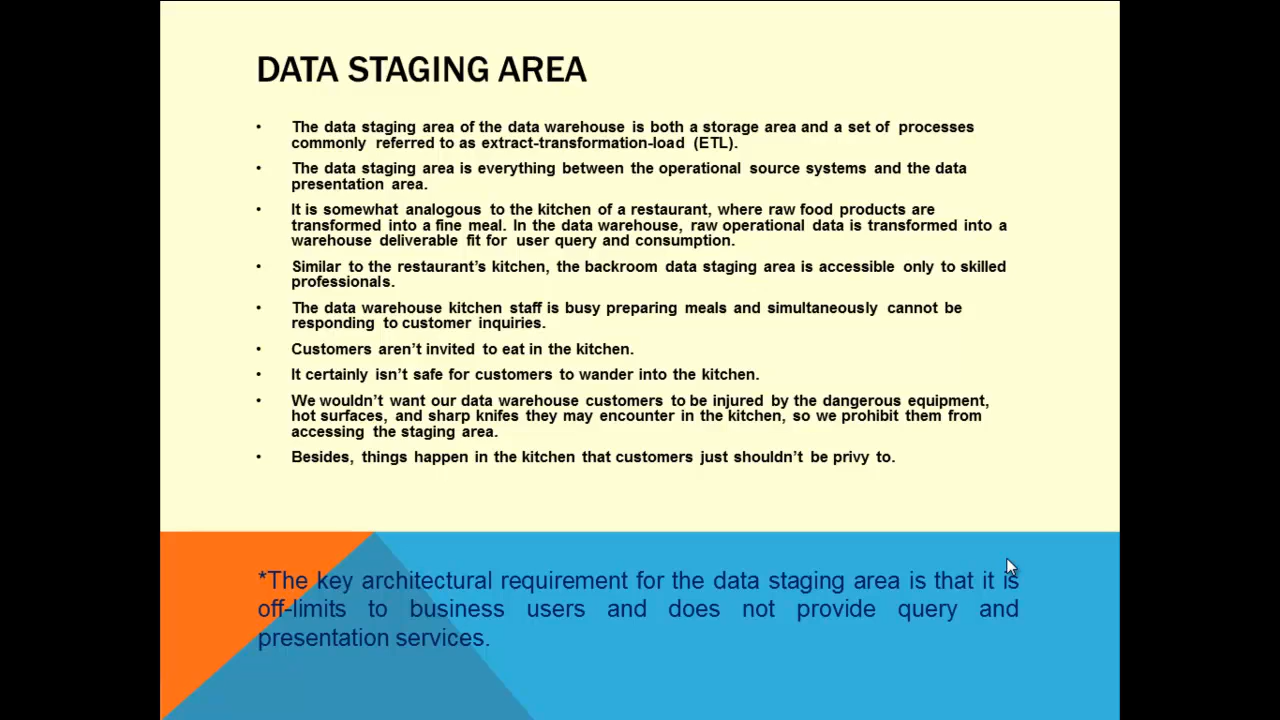 DATA STAGING AREA
• The data staging area of the data warehouse is both a storage area and a set of processes
commonly referred to as extract-transformation-load (ETL).
• The data staging area is everything between the operational source systems and the data
presentation area.
• It is somewhat analogous to the kitchen of a restaurant, where raw food products are
transformed into a fine meal. In the data warehouse, raw operational data is transformed into a
warehouse deliverable fit for user query and consumption.
• Similar to the restaurant's kitchen, the backroom data staging area is accessible only to skilled
professionals.
• The data warehouse kitchen staff is busy preparing meals and simultaneously cannot be
responding to customer inquiries.
• Customers aren't invited to eat in the kitchen.
• It certainly isn't safe for customers to wander into the kitchen.
• We wouldn't want our data warehouse customers to be injured by the dangerous equipment,
hot surfaces, and sharp knifes they may encounter in the kitchen, so we prohibit them from
accessing the staging area.
• Besides, things happen in the kitchen that customers just shouldn't be privy to.
*The key architectural requirement for the data staging area is that it is
off-limits to business users and does not provide query and
presentation services.